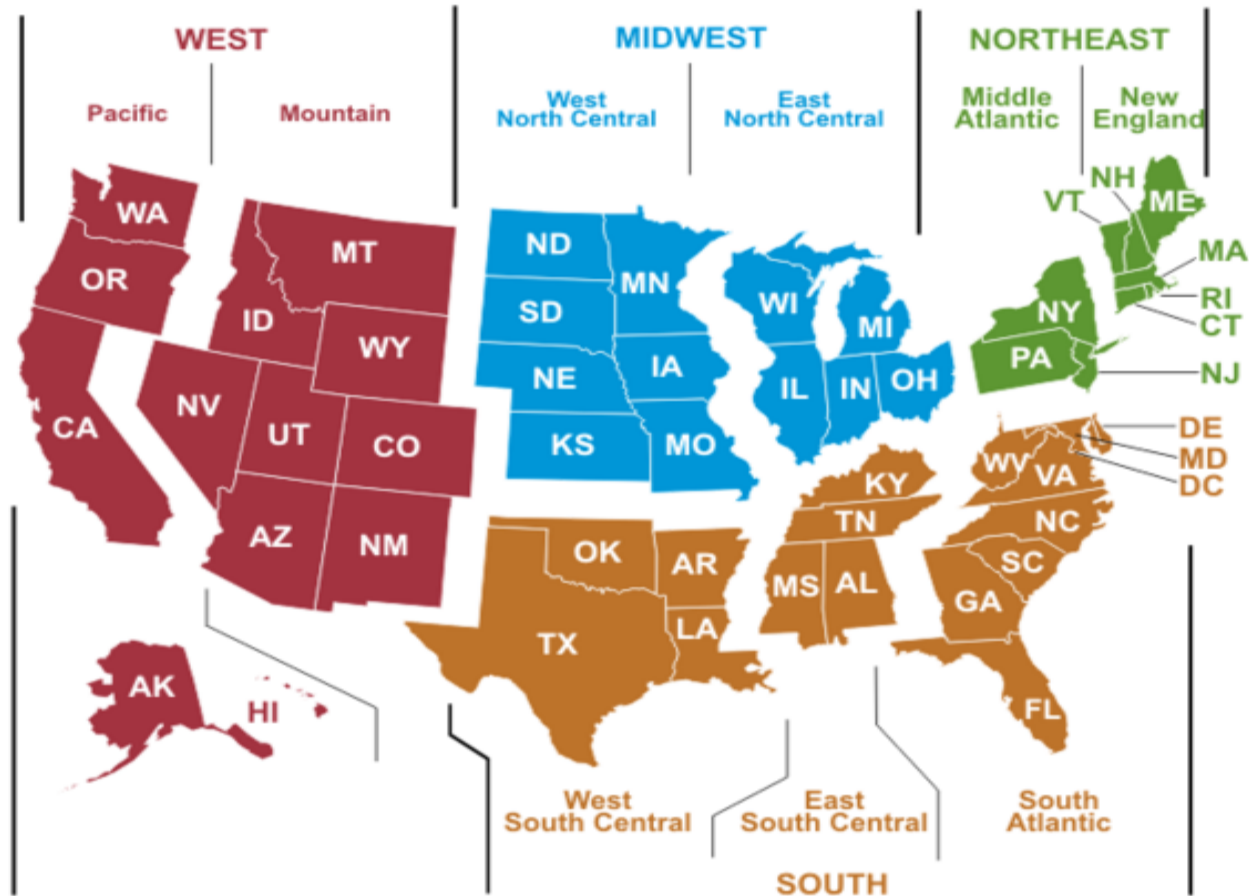 WEST
MIDWEST
NORTHEAST
Pacific
Mountain
West
North Central
East
North Central
Middle
Atlantic
New
England
WA
OR
CA
MT
ID
WY
NV
UT
CO
AZ
NM
AK
HI
ND
SD
NE
KS
MN
IA
MO
WI
MI
IL
IN
OH
NH
VT
ME
MA
RI
CT
NY
PA
NJ
DE
MD
DC
WV
VA
KY
TN
NC
SC
OK
AR
MS
AL
GA
TX
LA
FL
West
South Central
East
South Central
South
Atlantic
SOUTH